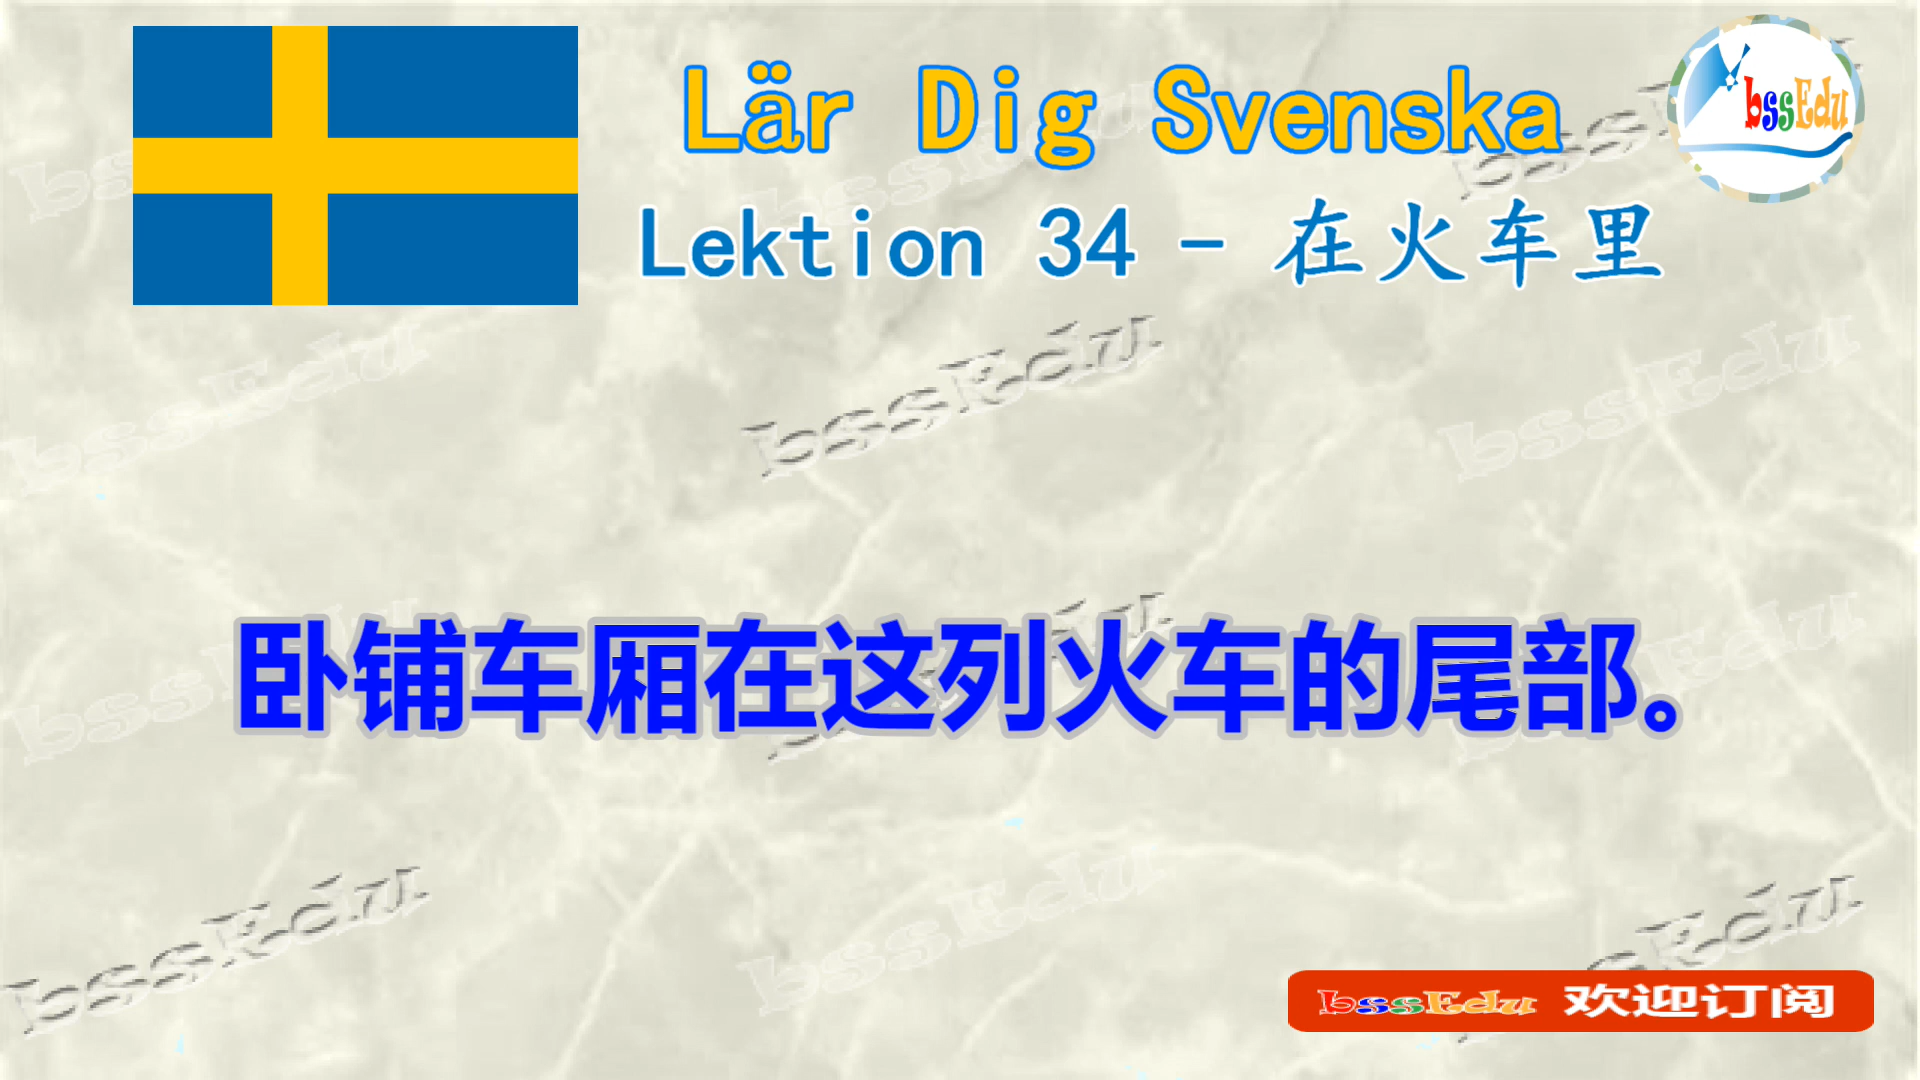 Lär Dig Svenska
bssEdu
Lektion 34 - 在火车里
卧铺车厢在这列火车的尾部。
bssEdu 欢迎订阅